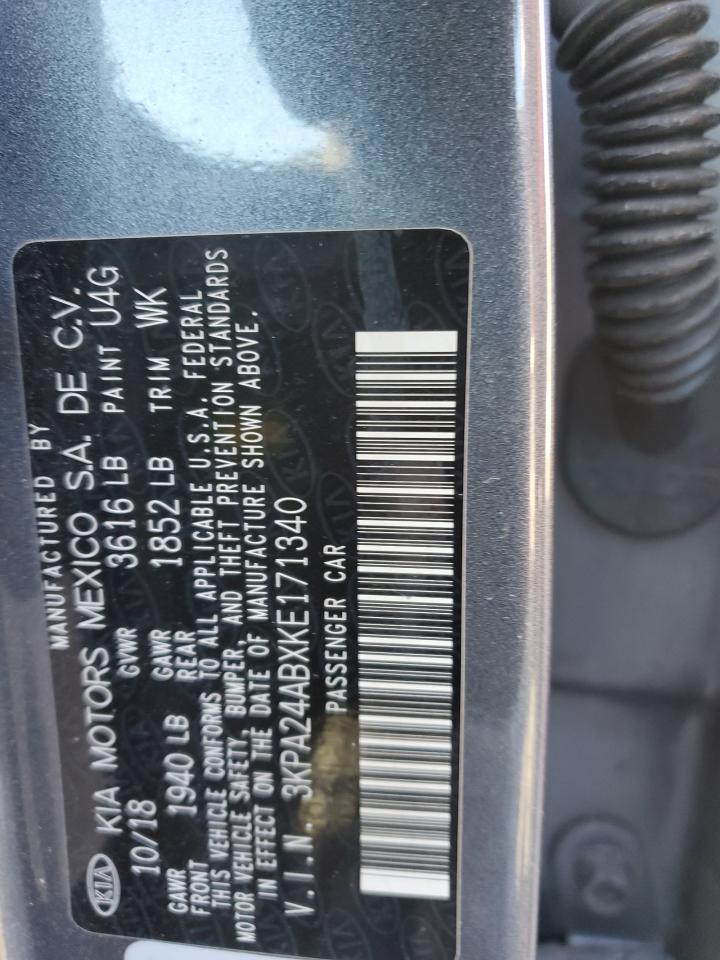 MANUFACTURED BY
KIA KIA MOTORS MEXICO S.A. DE C.V.
10/18 GVWR 3616 LB PAINT U4G
GAWR FRONT 1940 LB GAWR REAR 1852 LB TRIM WK
THIS VEHICLE CONFORMS TO ALL APPLICABLE U.S.A. FEDERAL
MOTOR VEHICLE SAFETY, BUMPER, AND THEFT PREVENTION STANDARDS
IN EFFECT ON THE DATE OF MANUFACTURE SHOWN ABOVE.
V.I.N. 3KPA24ABXKE171340
PASSENGER CAR